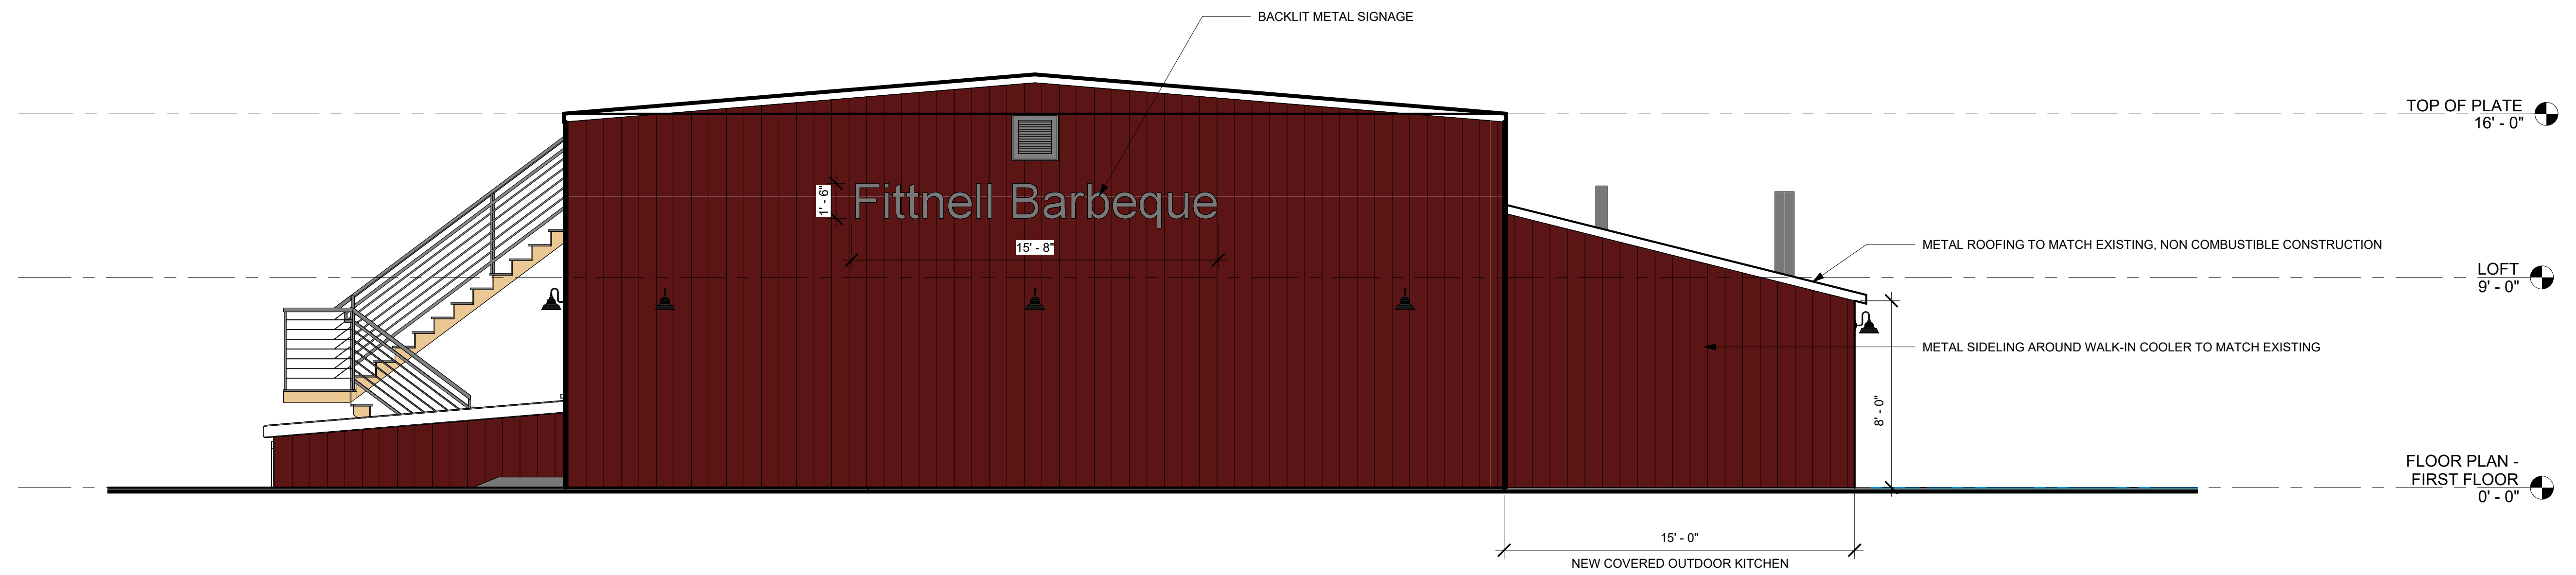 BACKLIT METAL SIGNAGE
TOP OF PLATE
16' - 0"
1' - 6"
Fittnell Barbeque
15' - 8"
METAL ROOFING TO MATCH EXISTING, NON COMBUSTIBLE CONSTRUCTION
LOFT
9' - 0"
METAL SIDELING AROUND WALK-IN COOLER TO MATCH EXISTING
8' - 0"
FLOOR PLAN -
FIRST FLOOR
0' - 0"
15' - 0"
NEW COVERED OUTDOOR KITCHEN